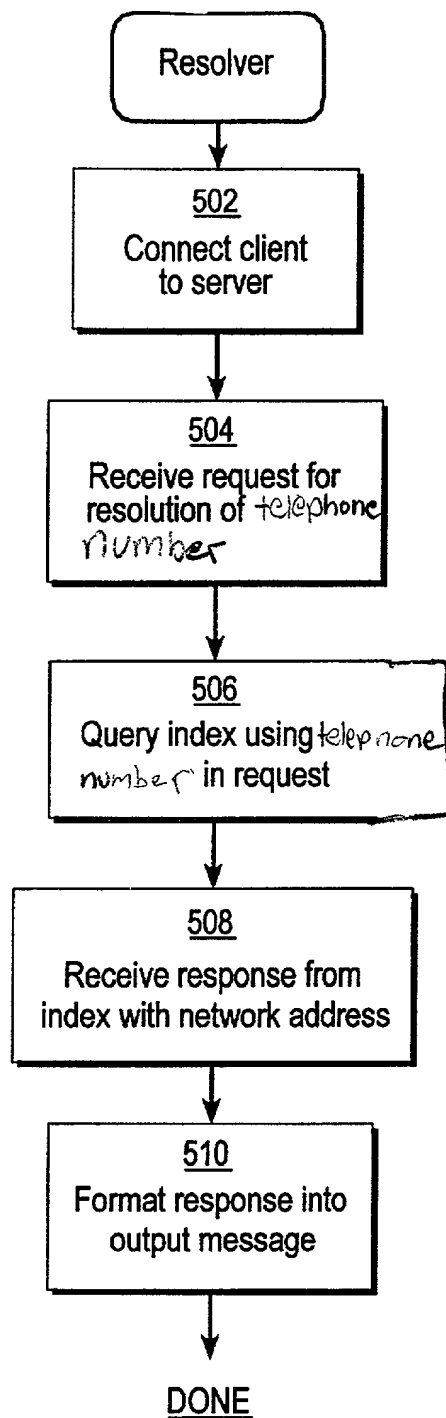 Resolver
502
Connect client
to server
504
Receive request for
resolution of telephone
number
506
Query index using telephone
number in request
508
Receive response from
index with network address
510
Format response into
output message
DONE